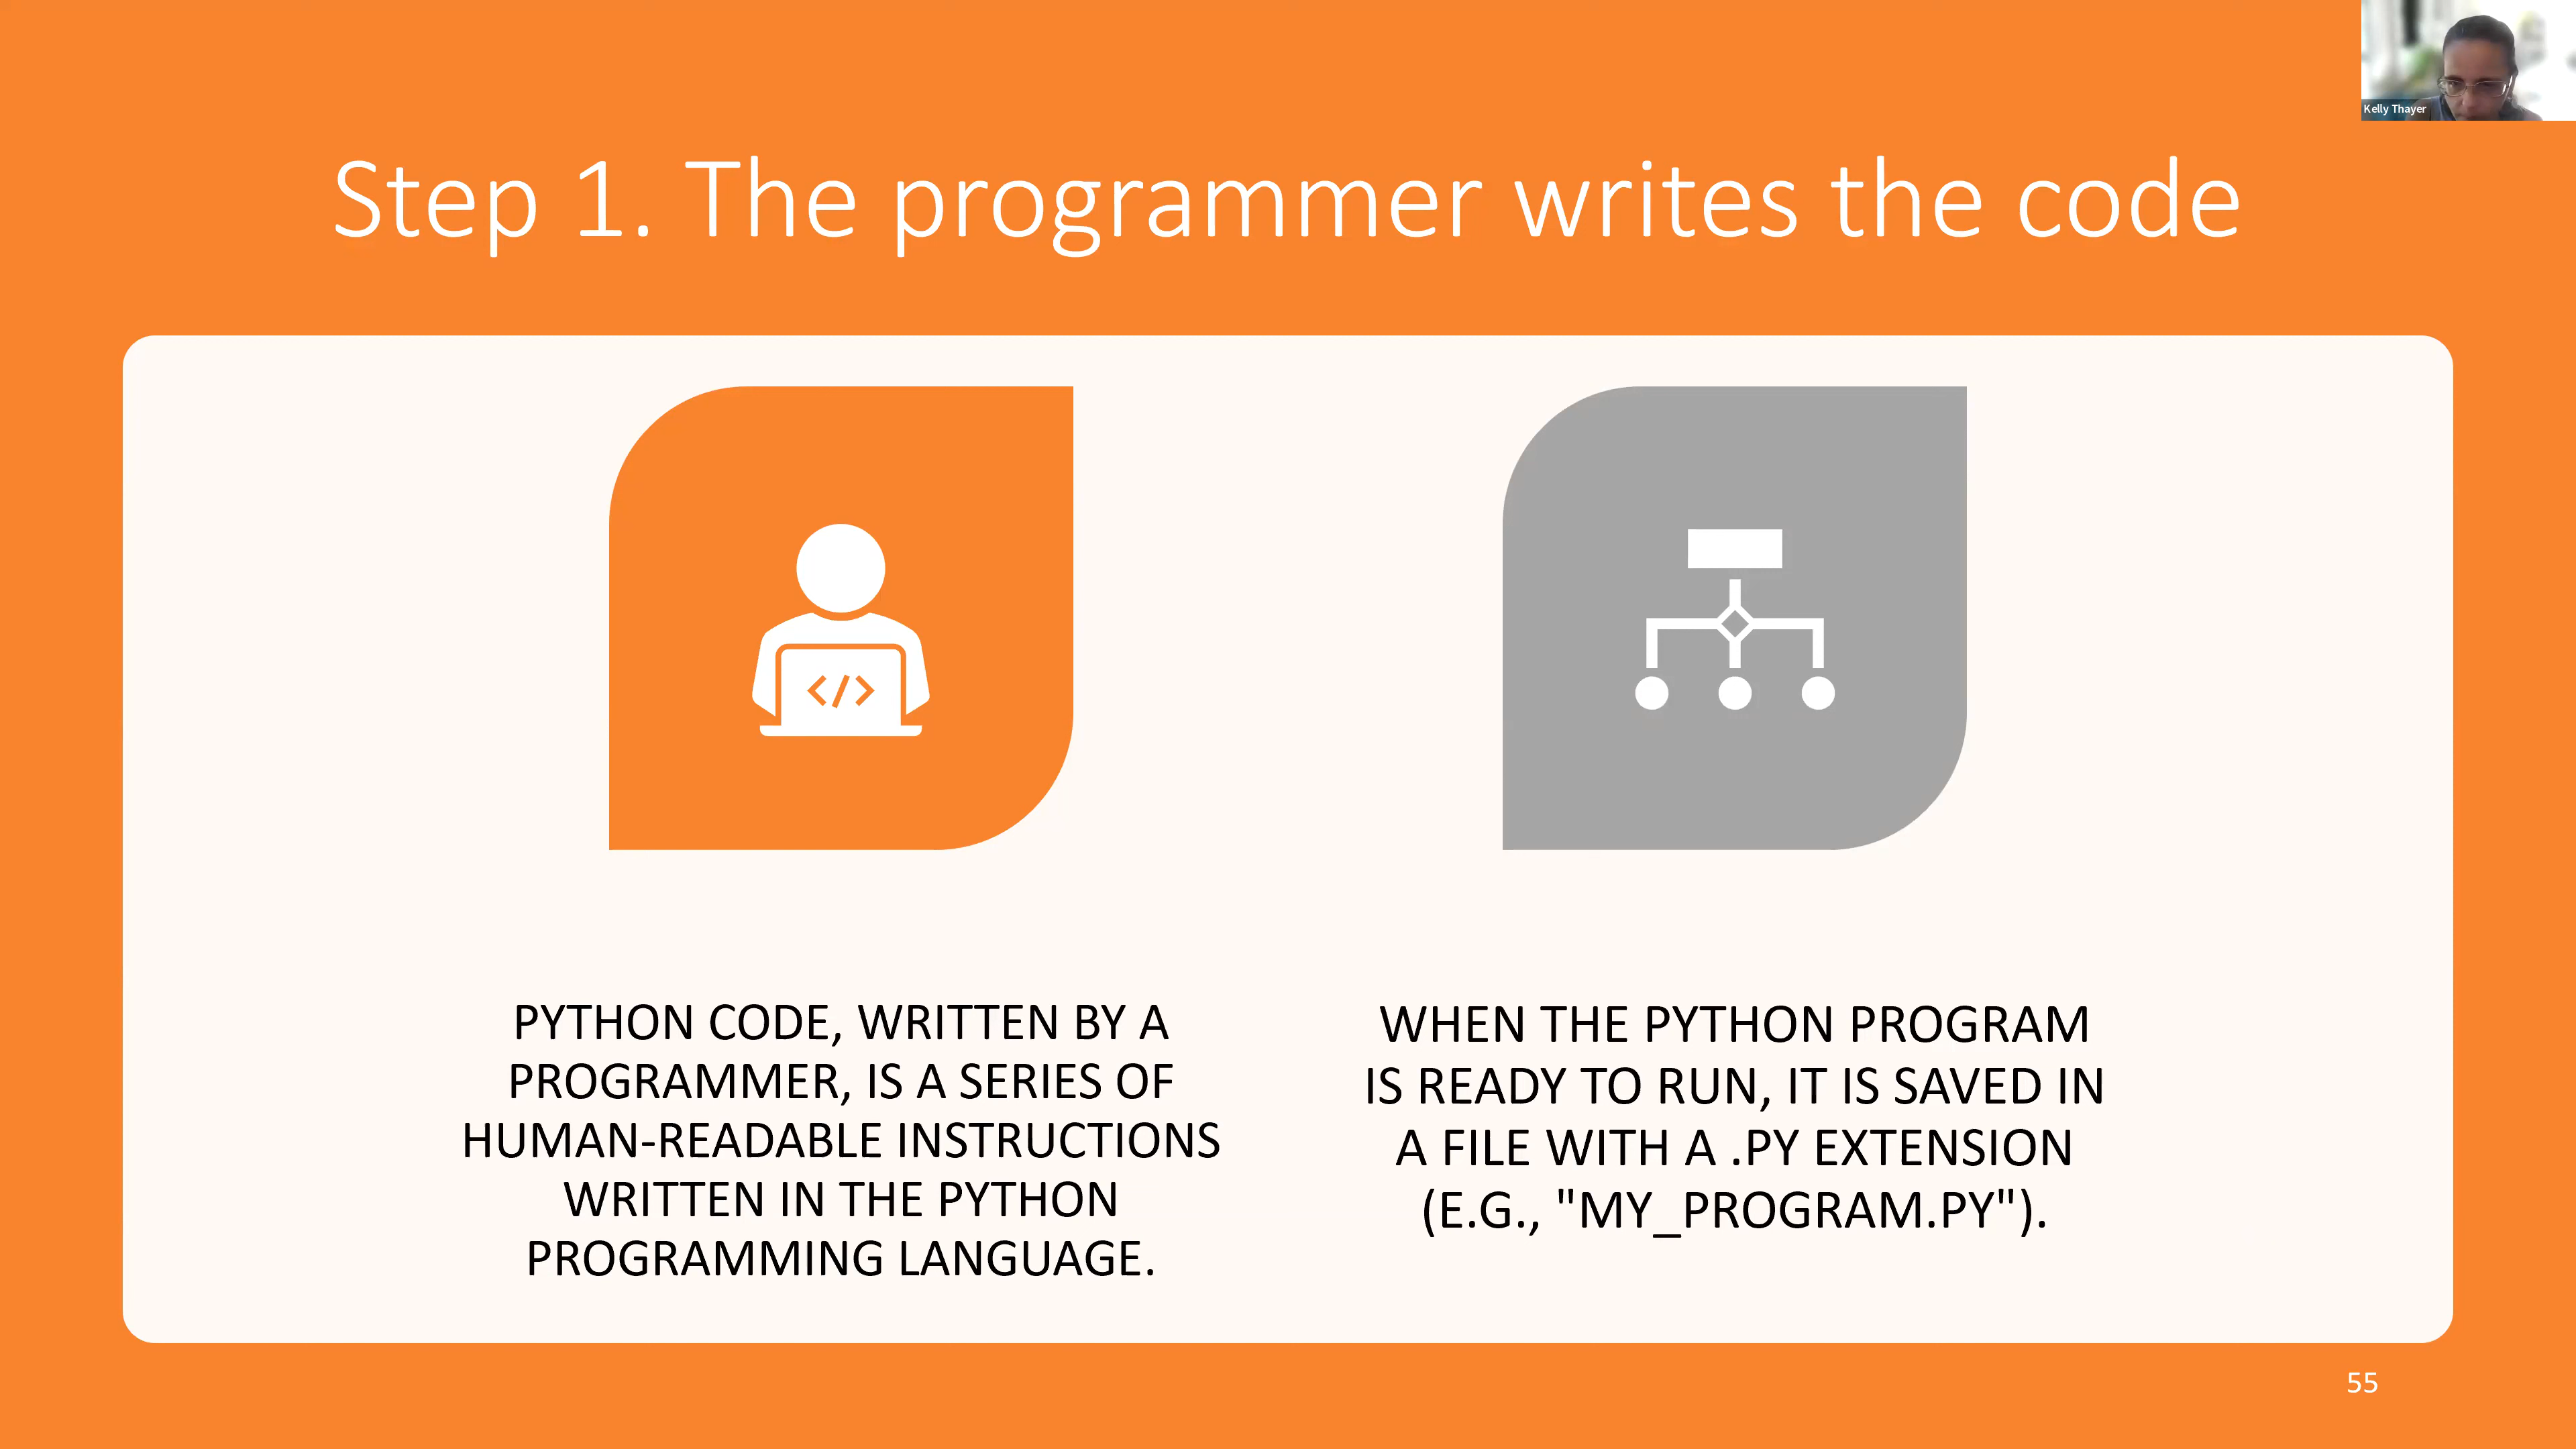 Kelly Thayer
Step 1. The programmer writes the code
</>
PYTHON CODE, WRITTEN BY A
PROGRAMMER, IS A SERIES OF
HUMAN-READABLE INSTRUCTIONS
WRITTEN IN THE PYTHON
PROGRAMMING LANGUAGE.
WHEN THE PYTHON PROGRAM
IS READY TO RUN, IT IS SAVED IN
A FILE WITH A .PY EXTENSION
(E.G., "MY_PROGRAM.PY").
55